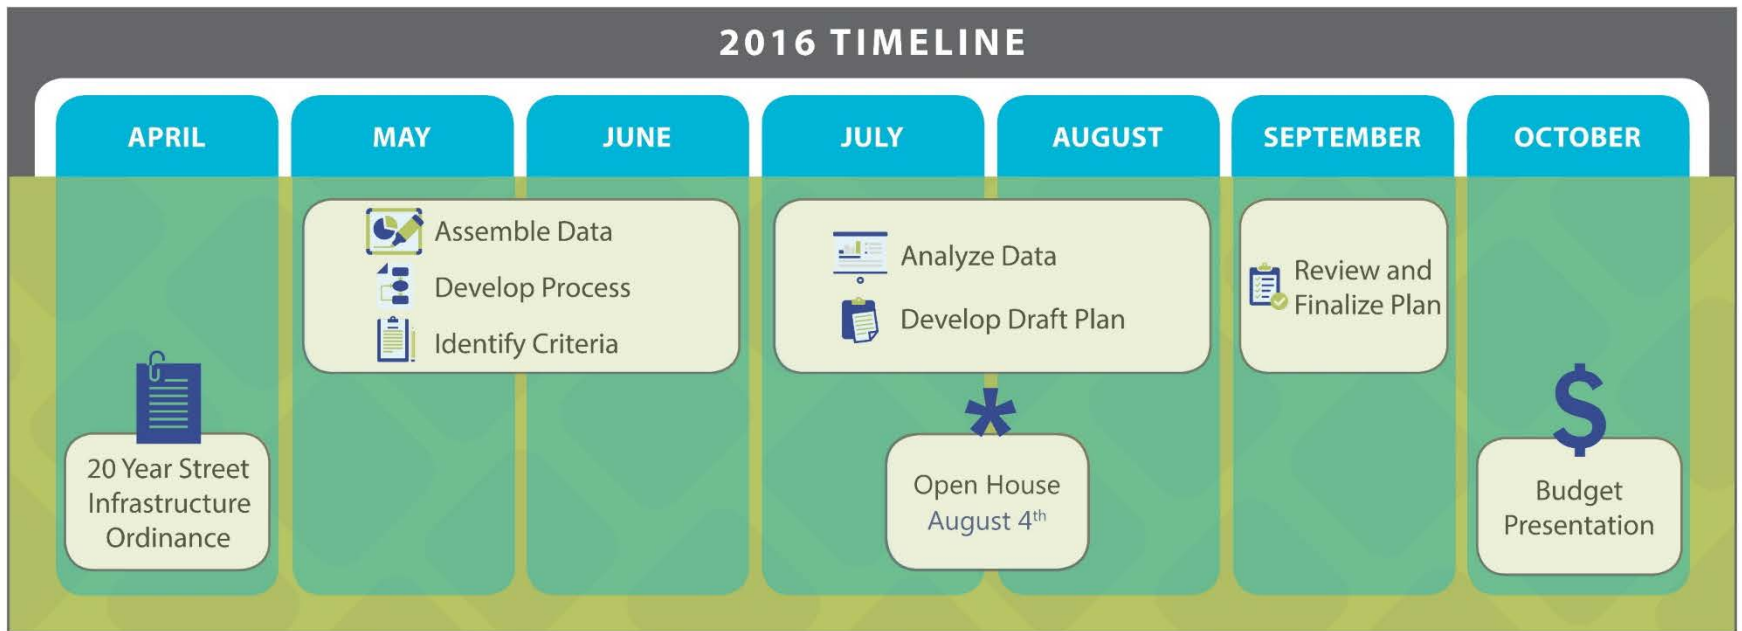 2016 TIMELINE
APRIL
MAY
JUNE
JULY
AUGUST
SEPTEMBER
OCTOBER
Assemble Data
Develop Process
Identify Criteria
Analyze Data
Develop Draft Plan
Review and
Finalize Plan
20 Year Street
Infrastructure
Ordinance
Open House
August 4th
Budget
Presentation
$